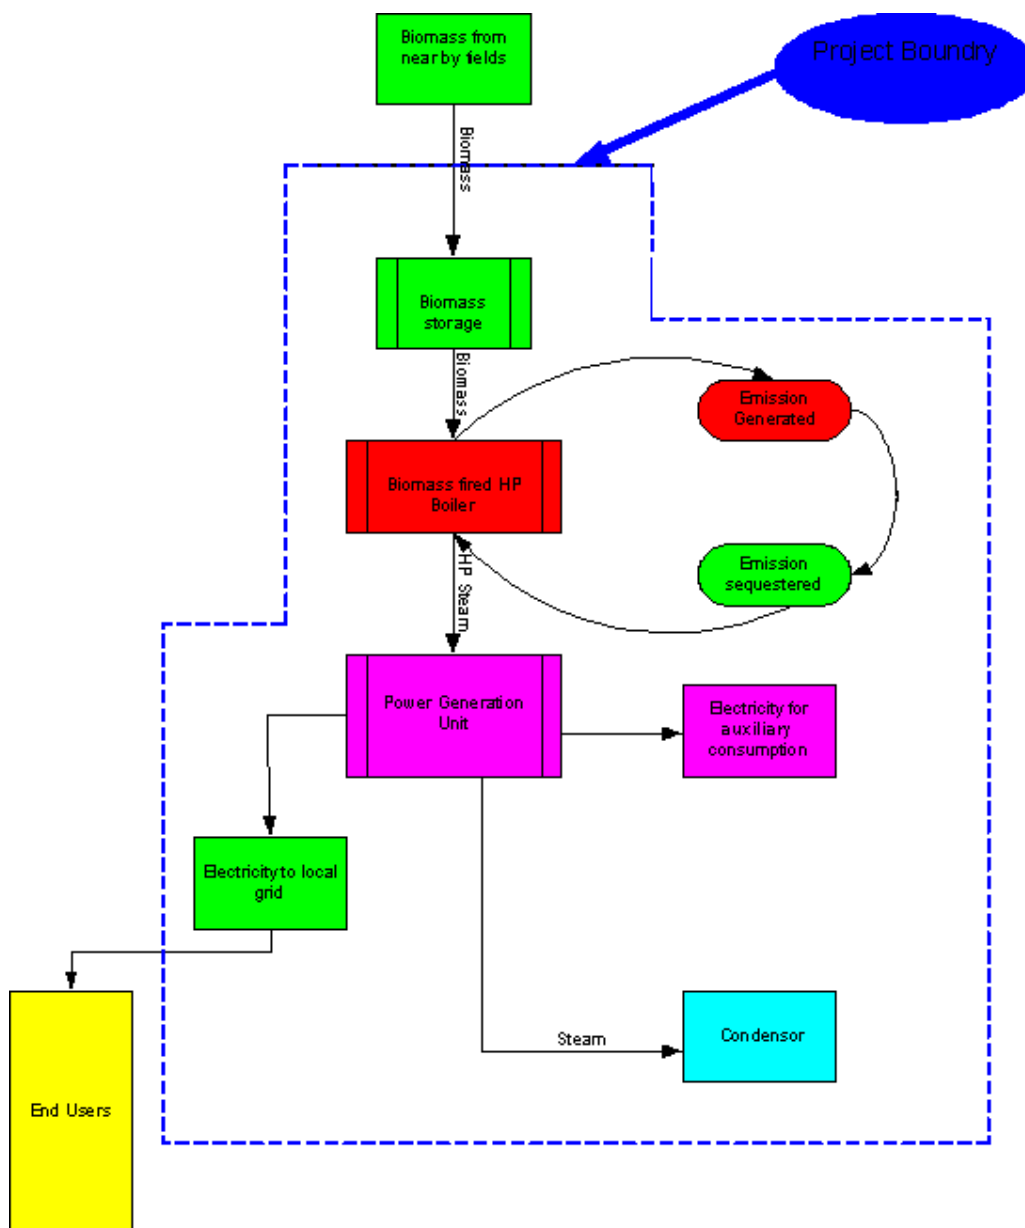 Biomass from
near by fields
Project Boundry
Biomass
Biomass
storage
Biomass
Emission
Generated
Biomass fired HP
Boiler
Emission
sequestered
HP Steam
Power Generation
Unit
Electricity for
auxiliary
consumption
Electricity to local
grid
Steam
Condensor
End Users